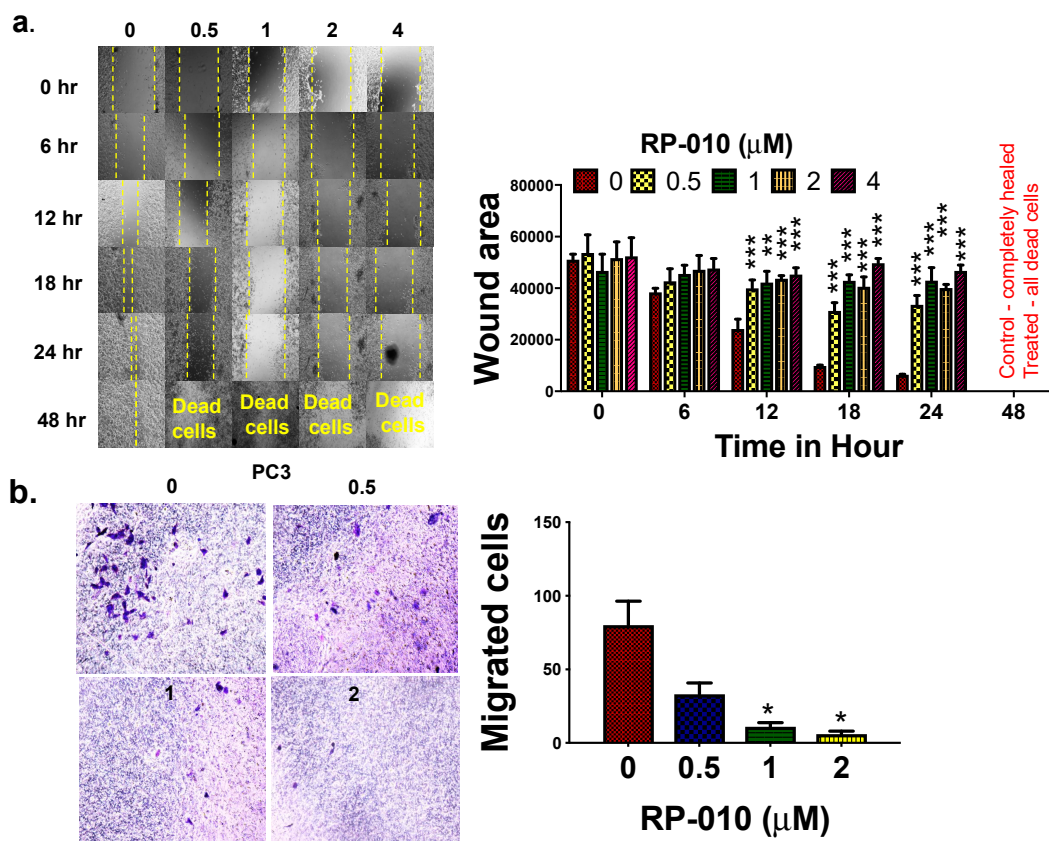 a.
0 0.5 1 2 4
0 hr
6 hr
12 hr
18 hr
24 hr
48 hr
Dead cells
Dead cells
Dead cells
Dead cells
RP-010 (μM)
0 0.5 1 2 4
Wound area
80000
60000
40000
20000
0
*** ** *** ***
*** *** *** ***
*** *** *** ***
Control - completely healed
Treated - all dead cells
0 6 12 18 24 48
Time in Hour
b.
PC3
0 0.5
1 2
Migrated cells
150
100
50
0
* *
0 0.5 1 2
RP-010 (μM)